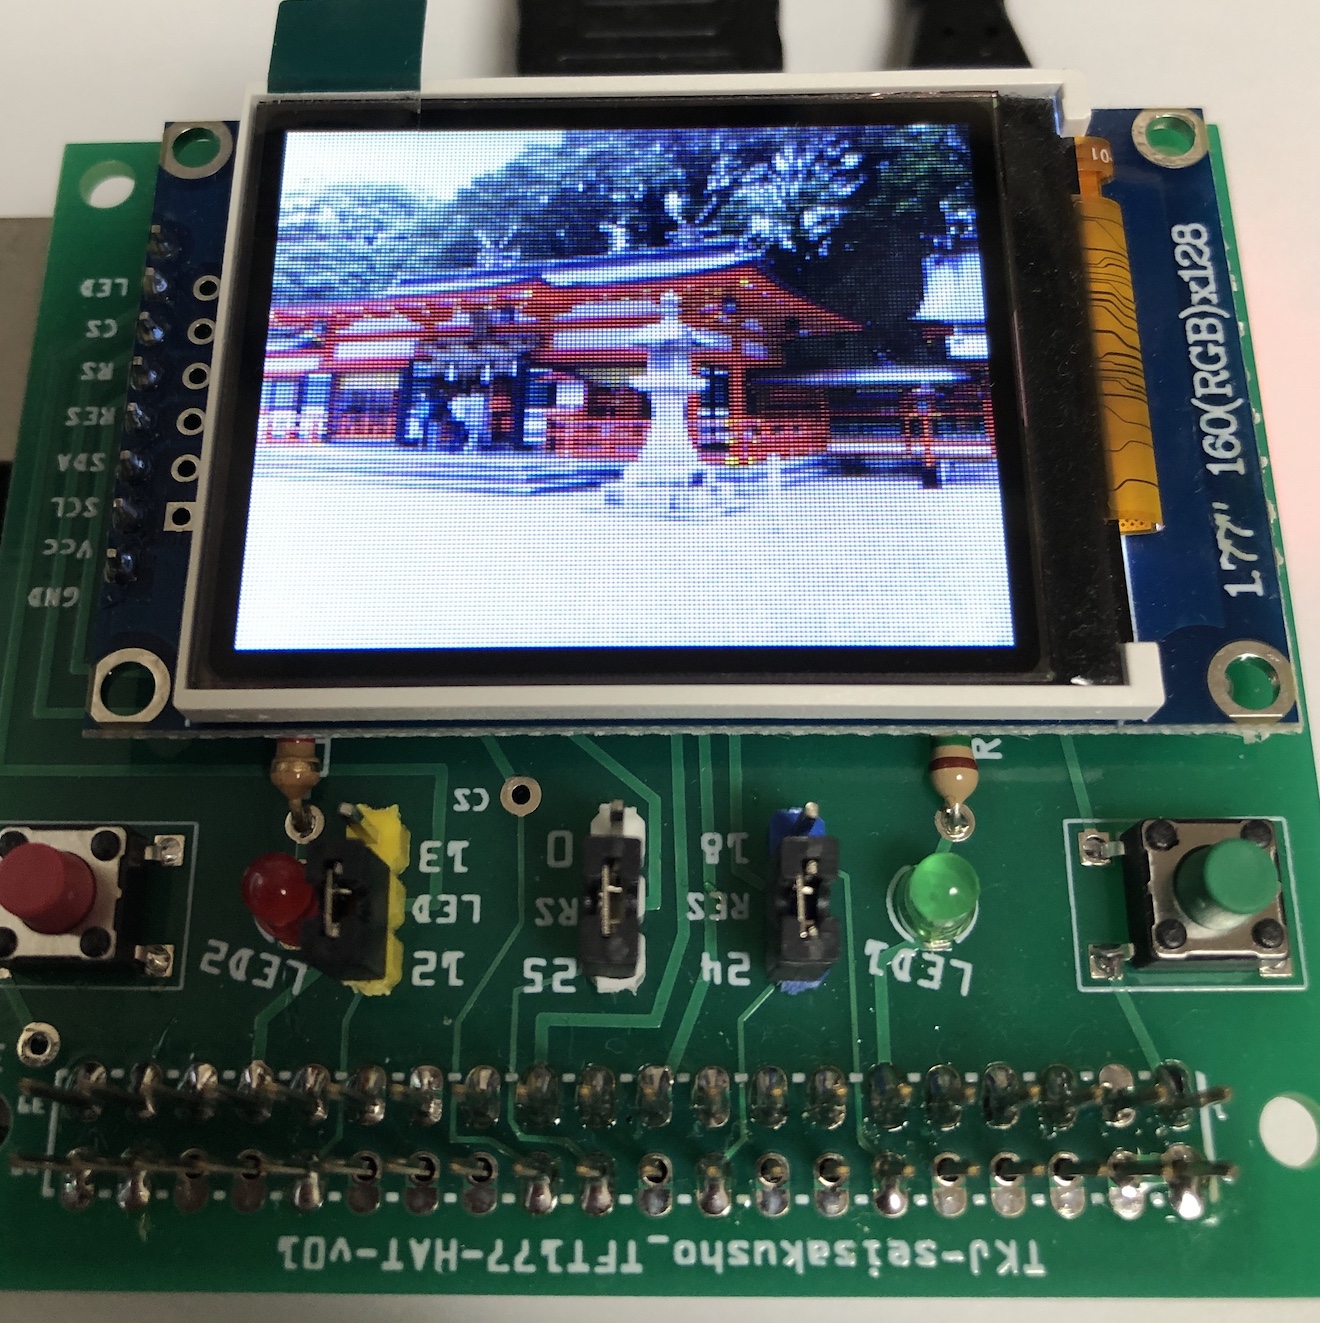 LED
CS
RS
RES
SDA
SCL
Vcc
GND
1.77' 160(RGB)x128
01
R
CS
13
LED
12
LED2
0
RS
25
18
RES
24
LED1
TKJ-seisakusho_TFT177-HAT-v01